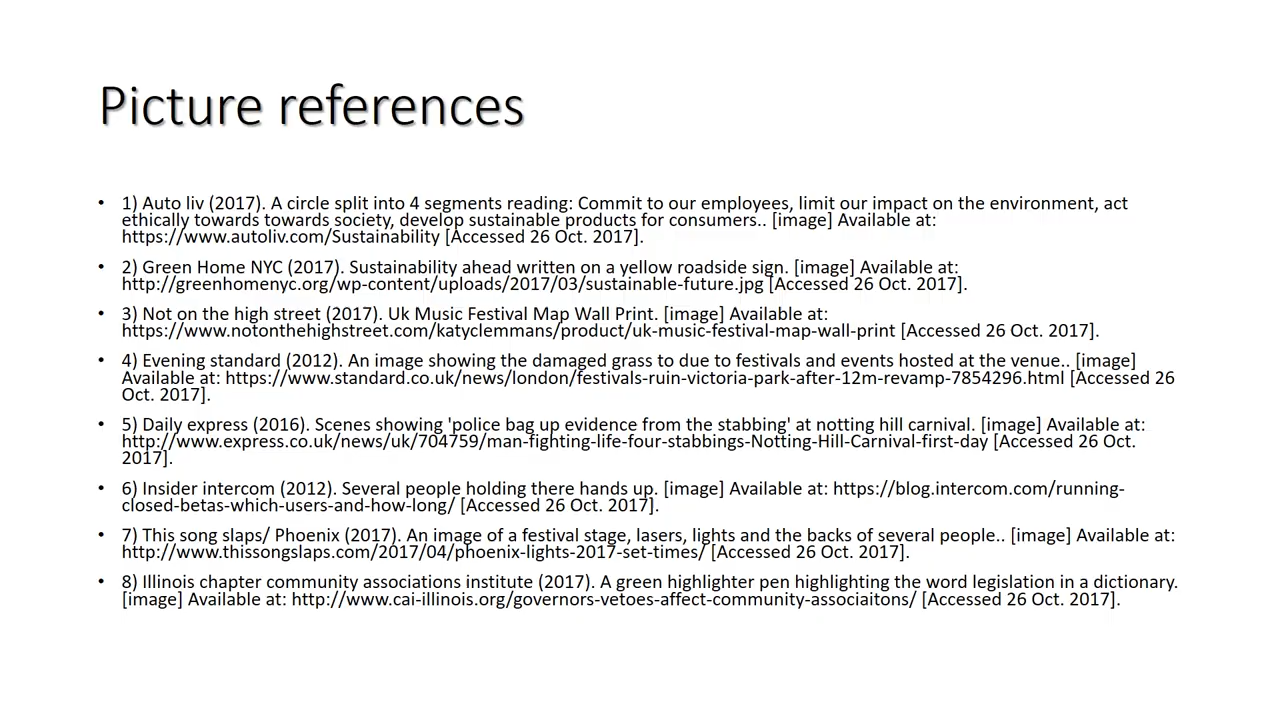 Picture references
• 1) Auto liv (2017). A circle split into 4 segments reading: Commit to our employees, limit our impact on the environment, act
ethically towards towards society, develop sustainable products for consumers.. [image] Available at:
https://www.autoliv.com/Sustainability [Accessed 26 Oct. 2017].
• 2) Green Home NYC (2017). Sustainability ahead written on a yellow roadside sign. [image] Available at:
http://greenhomenyc.org/wp-content/uploads/2017/03/sustainable-future.jpg [Accessed 26 Oct. 2017].
• 3) Not on the high street (2017). Uk Music Festival Map Wall Print. [image] Available at:
https://www.notonthehighstreet.com/katyclemmans/product/uk-music-festival-map-wall-print [Accessed 26 Oct. 2017].
• 4) Evening standard (2012). An image showing the damaged grass to due to festivals and events hosted at the venue.. [image]
Available at: https://www.standard.co.uk/news/london/festivals-ruin-victoria-park-after-12m-revamp-7854296.html [Accessed 26
Oct. 2017].
• 5) Daily express (2016). Scenes showing 'police bag up evidence from the stabbing' at notting hill carnival. [image] Available at:
http://www.express.co.uk/news/uk/704759/man-fighting-life-four-stabbings-Notting-Hill-Carnival-first-day [Accessed 26 Oct.
2017].
• 6) Insider intercom (2012). Several people holding there hands up. [image] Available at: https://blog.intercom.com/running-
closed-betas-which-users-and-how-long/ [Accessed 26 Oct. 2017].
• 7) This song slaps/ Phoenix (2017). An image of a festival stage, lasers, lights and the backs of several people.. [image] Available at:
http://www.thissongslaps.com/2017/04/phoenix-lights-2017-set-times/ [Accessed 26 Oct. 2017].
• 8) Illinois chapter community associations institute (2017). A green highlighter pen highlighting the word legislation in a dictionary.
[image] Available at: http://www.cai-illinois.org/governors-vetoes-affect-community-associaitons/ [Accessed 26 Oct. 2017].